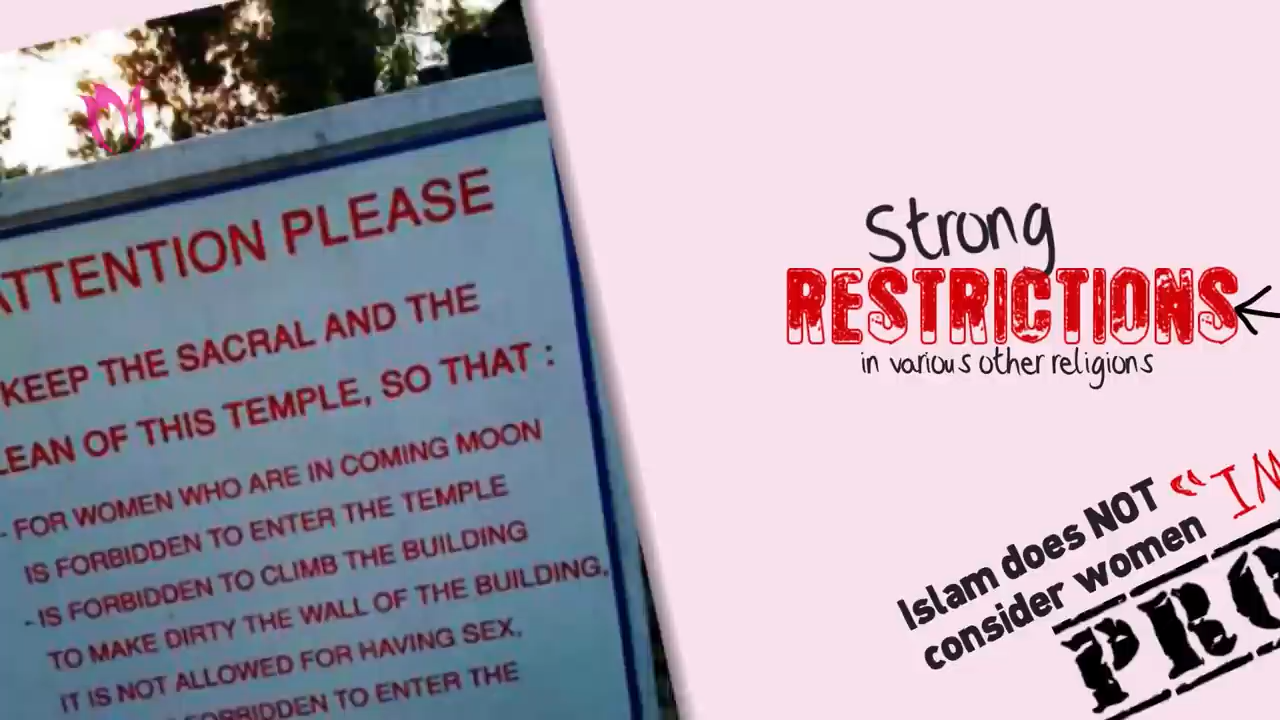 ATTENTION PLEASE
KEEP THE SACRAL AND THE
LEAN OF THIS TEMPLE, SO THAT :
- FOR WOMEN WHO ARE IN COMING MOON
IS FORBIDDEN TO ENTER THE TEMPLE
- IS FORBIDDEN TO CLIMB THE BUILDING
TO MAKE DIRTY THE WALL OF THE BUILDING,
IT IS NOT ALLOWED FOR HAVING SEX,
FORBIDDEN TO ENTER THE
Strong
RESTRICTIONS
in various other religions
Islam does NOT
consider women